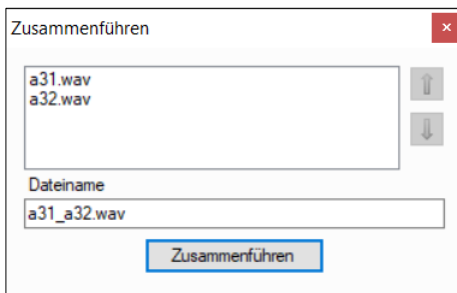 Zusammenführen
a31.wav
a32.wav
Dateiname
a31_a32.wav
Zusammenführen